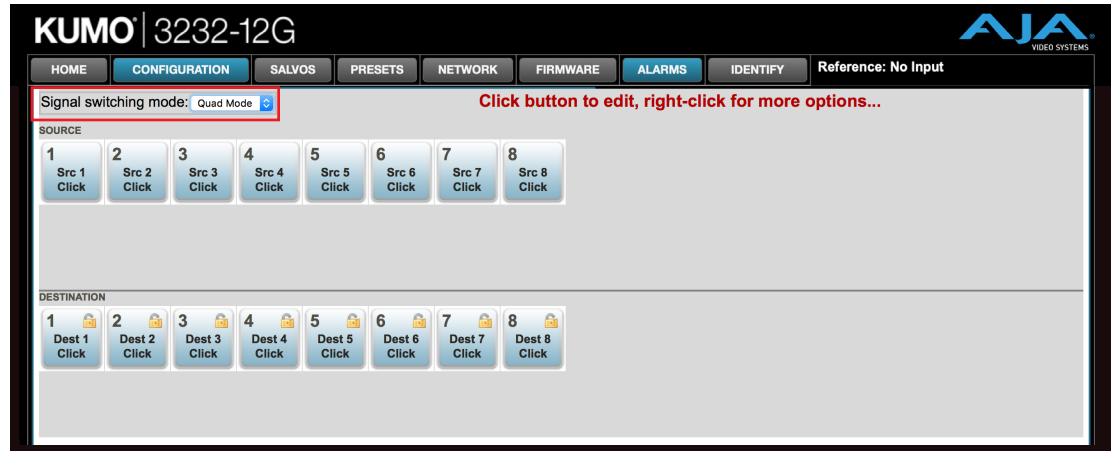 KUMO® 3232-12G
AJA®
VIDEO SYSTEMS
HOME CONFIGURATION SALVOS PRESETS NETWORK FIRMWARE ALARMS IDENTIFY Reference: No Input
Signal switching mode: Quad Mode Click button to edit, right-click for more options...
SOURCE
1 2 3 4 5 6 7 8
Src 1 Src 2 Src 3 Src 4 Src 5 Src 6 Src 7 Src 8
Click Click Click Click Click Click Click Click
DESTINATION
1 2 3 4 5 6 7 8
Dest 1 Dest 2 Dest 3 Dest 4 Dest 5 Dest 6 Dest 7 Dest 8
Click Click Click Click Click Click Click Click